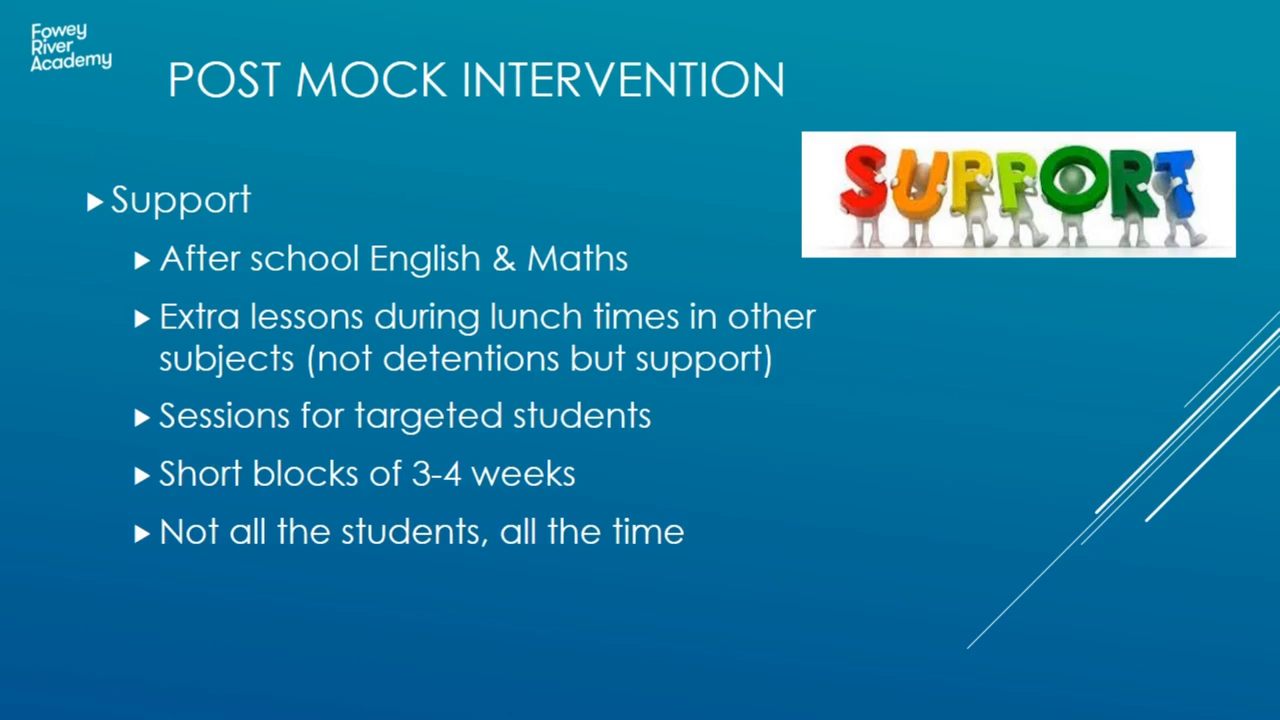 Fowey
River
Academy
POST MOCK INTERVENTION
SUPPORT
Support
After school English & Maths
Extra lessons during lunch times in other
subjects (not detentions but support)
Sessions for targeted students
Short blocks of 3-4 weeks
Not all the students, all the time